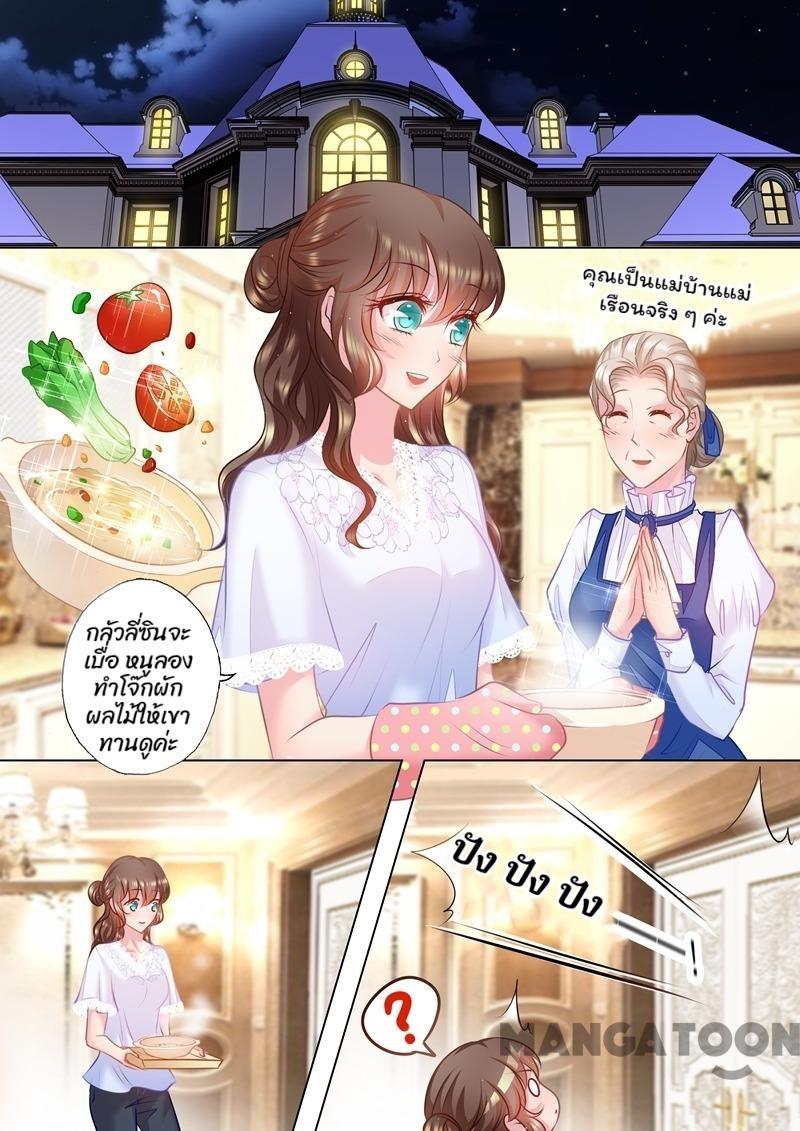 คุณเป็นแม่บ้านแม่
เรือนจริง ๆ ค่ะ
กลัวลี่ซินจะ
เบื่อ หนูลอง
ทำโจ๊กผัก
ผลไม้ให้เขา
ทานดูค่ะ
ปัง ปัง ปัง
!
?
MANGATOON